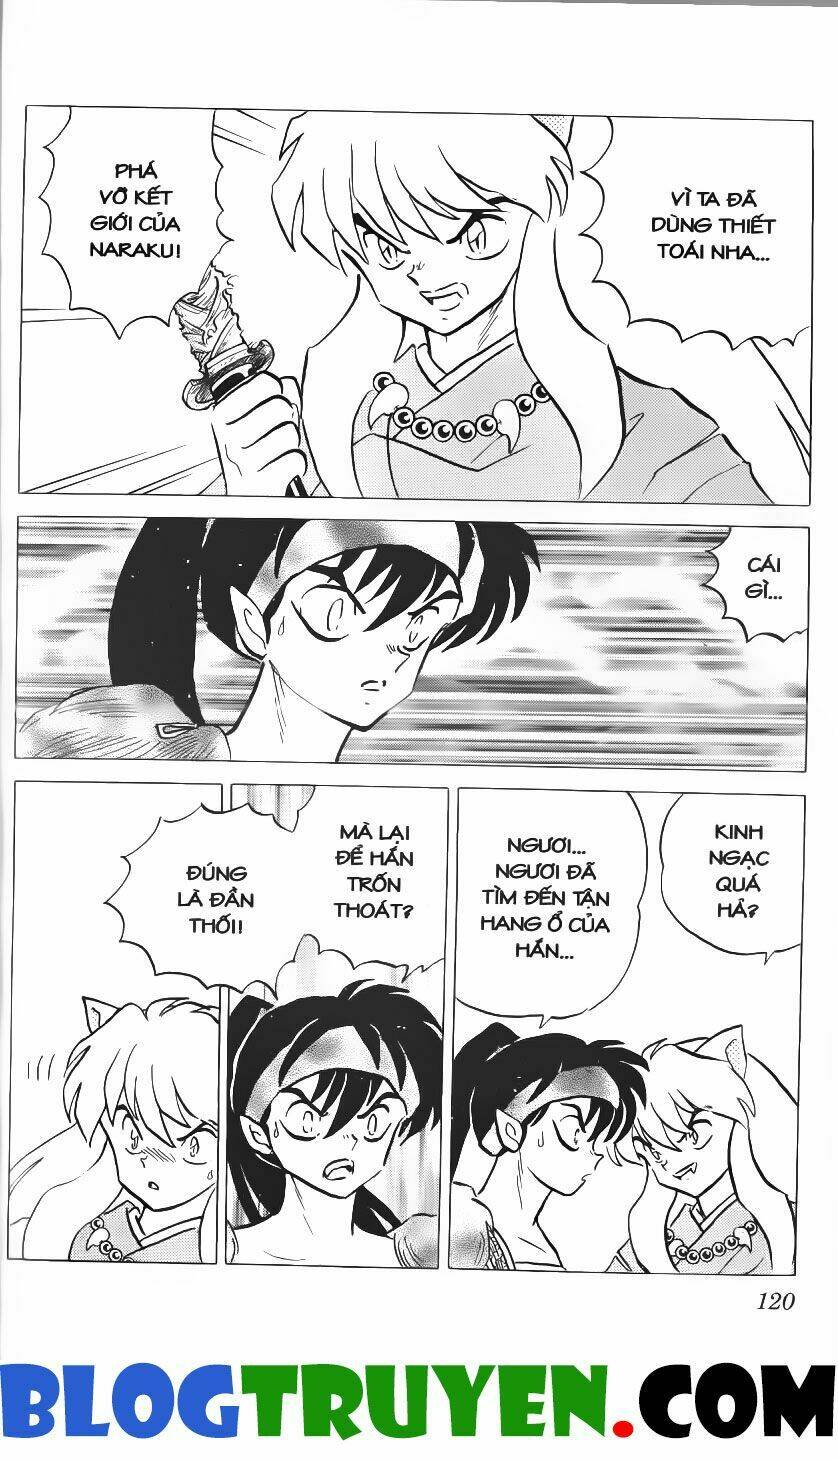 VÌ TA ĐÃ
DÙNG THIẾT
TOÁI NHA...
PHÁ
VỠ KẾT
GIỚI CỦA
NARAKU!
CÁI
GÌ...
KINH
NGẠC
QUÁ
HẢ?
NGƯƠI...
NGƯƠI ĐÃ
TÌM ĐẾN TẬN
HANG Ổ CỦA
HẮN...
MÀ LẠI
ĐỂ HẮN
TRỐN
THOÁT?
ĐÚNG
LÀ ĐẦN
THỐI!
120
BLOGTRUYEN.COM